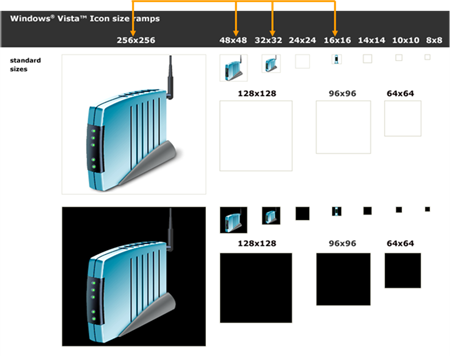 Windows® Vista™ Icon size ramps
256x256 48x48 32x32 24x24 16x16 14x14 10x10 8x8
standard
sizes
128x128 96x96 64x64
128x128 96x96 64x64